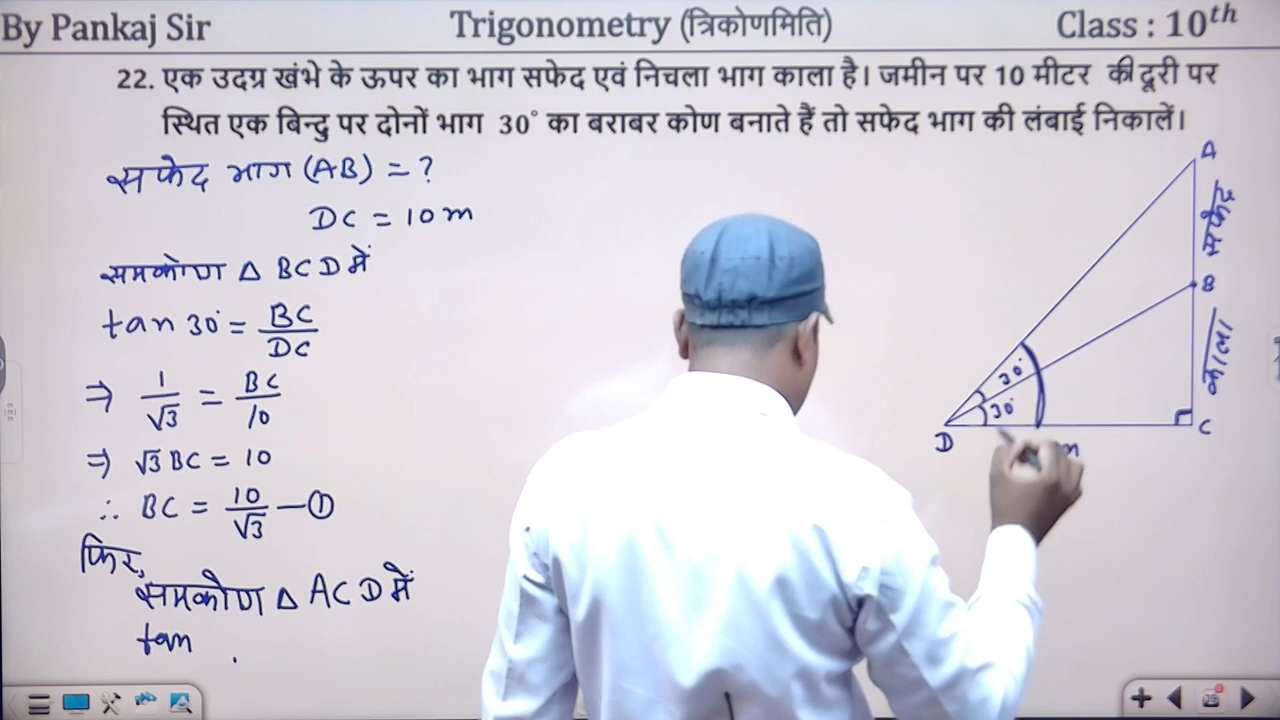 By Pankaj Sir
Trigonometry (त्रिकोणमिति)
Class : 10th
22. एक उदग्र खंभे के ऊपर का भाग सफेद एवं निचला भाग काला है। जमीन पर 10 मीटर की दूरी पर
स्थित एक बिन्दु पर दोनों भाग 30° का बराबर कोण बनाते हैं तो सफेद भाग की लंबाई निकालें।
सफेद भाग (AB) = ?
DC = 10 m
समकोण Δ BCD में
tan 30° = BC/DC
⇒ 1/√3 = BC/10
⇒ √3 BC = 10
∴ BC = 10/√3 — ①
फिर,
समकोण Δ ACD में
tan
A
सफेद
B
काला
30°
30°
D
C
m